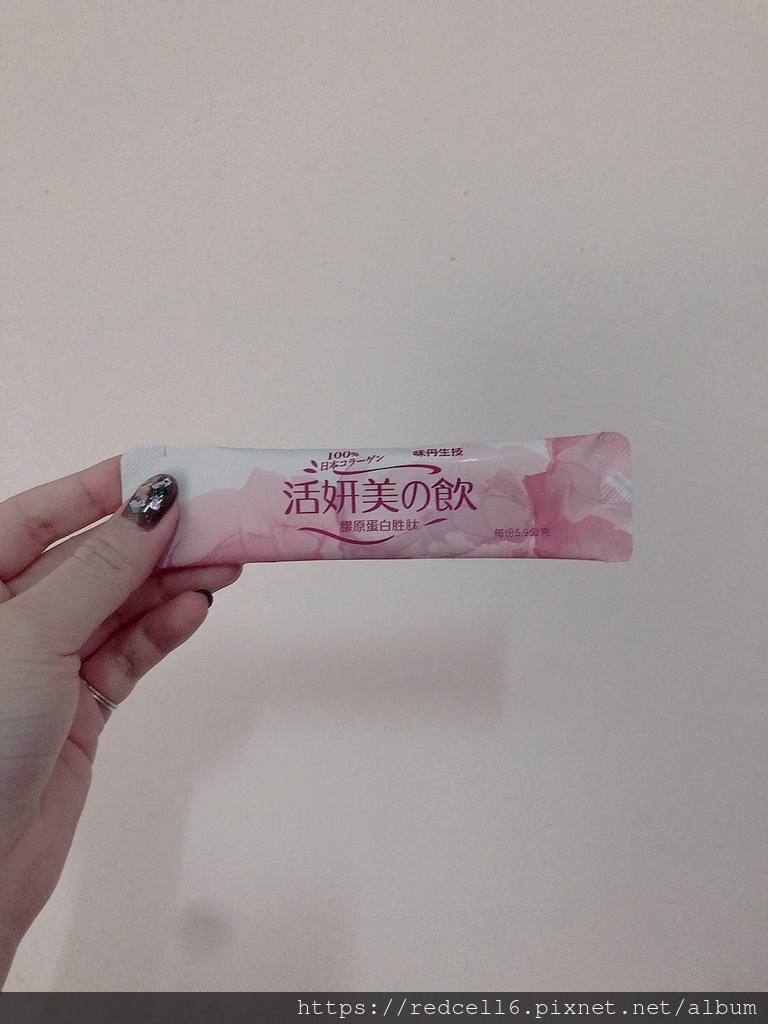 100%
日本コラーゲン
味丹生技
活妍美の飲
膠原蛋白胜肽
每份5.9公克
https://redcell6.pixnet.net/album